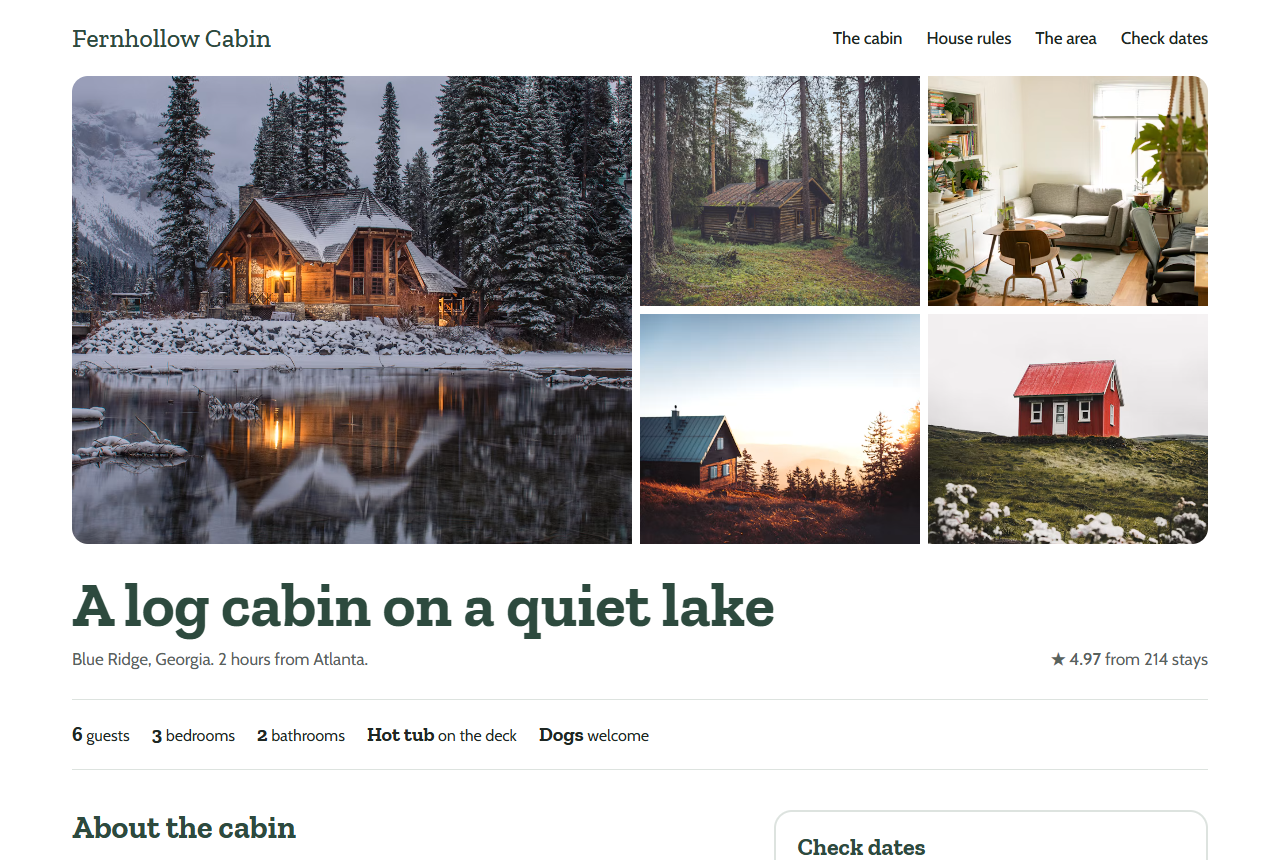 Fernhollow Cabin
The cabin House rules The area Check dates
A log cabin on a quiet lake
Blue Ridge, Georgia. 2 hours from Atlanta.
★ 4.97 from 214 stays
6 guests 3 bedrooms 2 bathrooms Hot tub on the deck Dogs welcome
About the cabin
Check dates